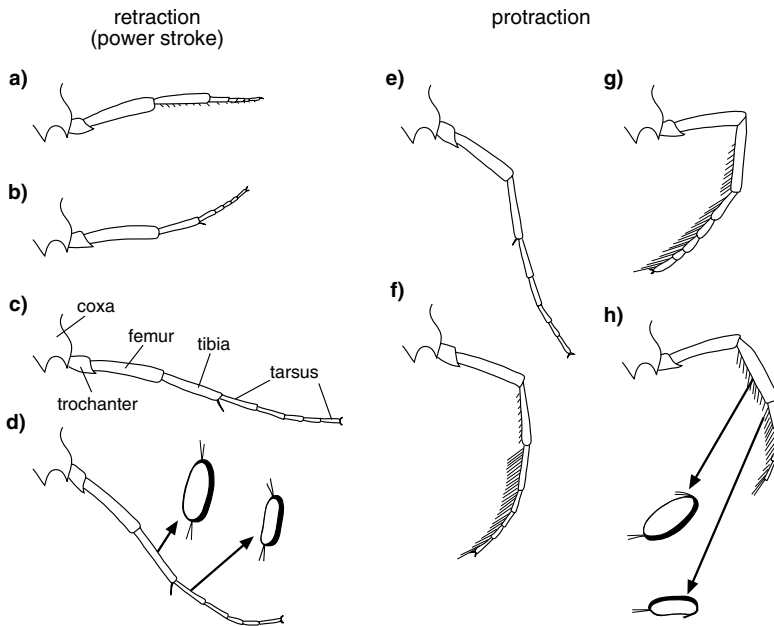 retraction
(power stroke)
protraction
a)
b)
c)
coxa
femur
tibia
tarsus
trochanter
d)
e)
f)
g)
h)